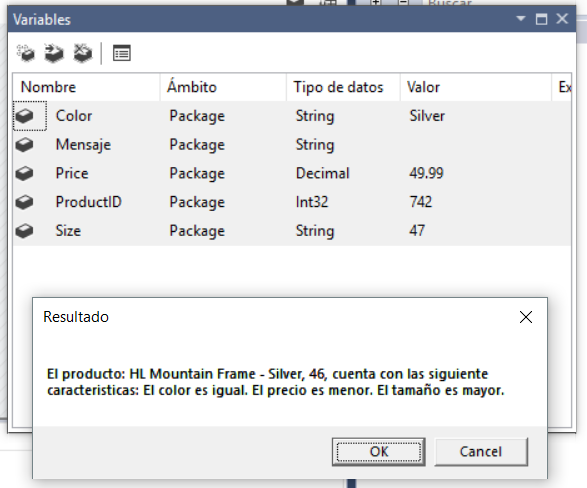 Buscar
Variables
Nombre Ámbito Tipo de datos Valor Ex
Color Package String Silver
Mensaje Package String
Price Package Decimal 49.99
ProductID Package Int32 742
Size Package String 47
Resultado
El producto: HL Mountain Frame - Silver, 46, cuenta con las siguiente
caracteristicas: El color es igual. El precio es menor. El tamaño es mayor.
OK Cancel